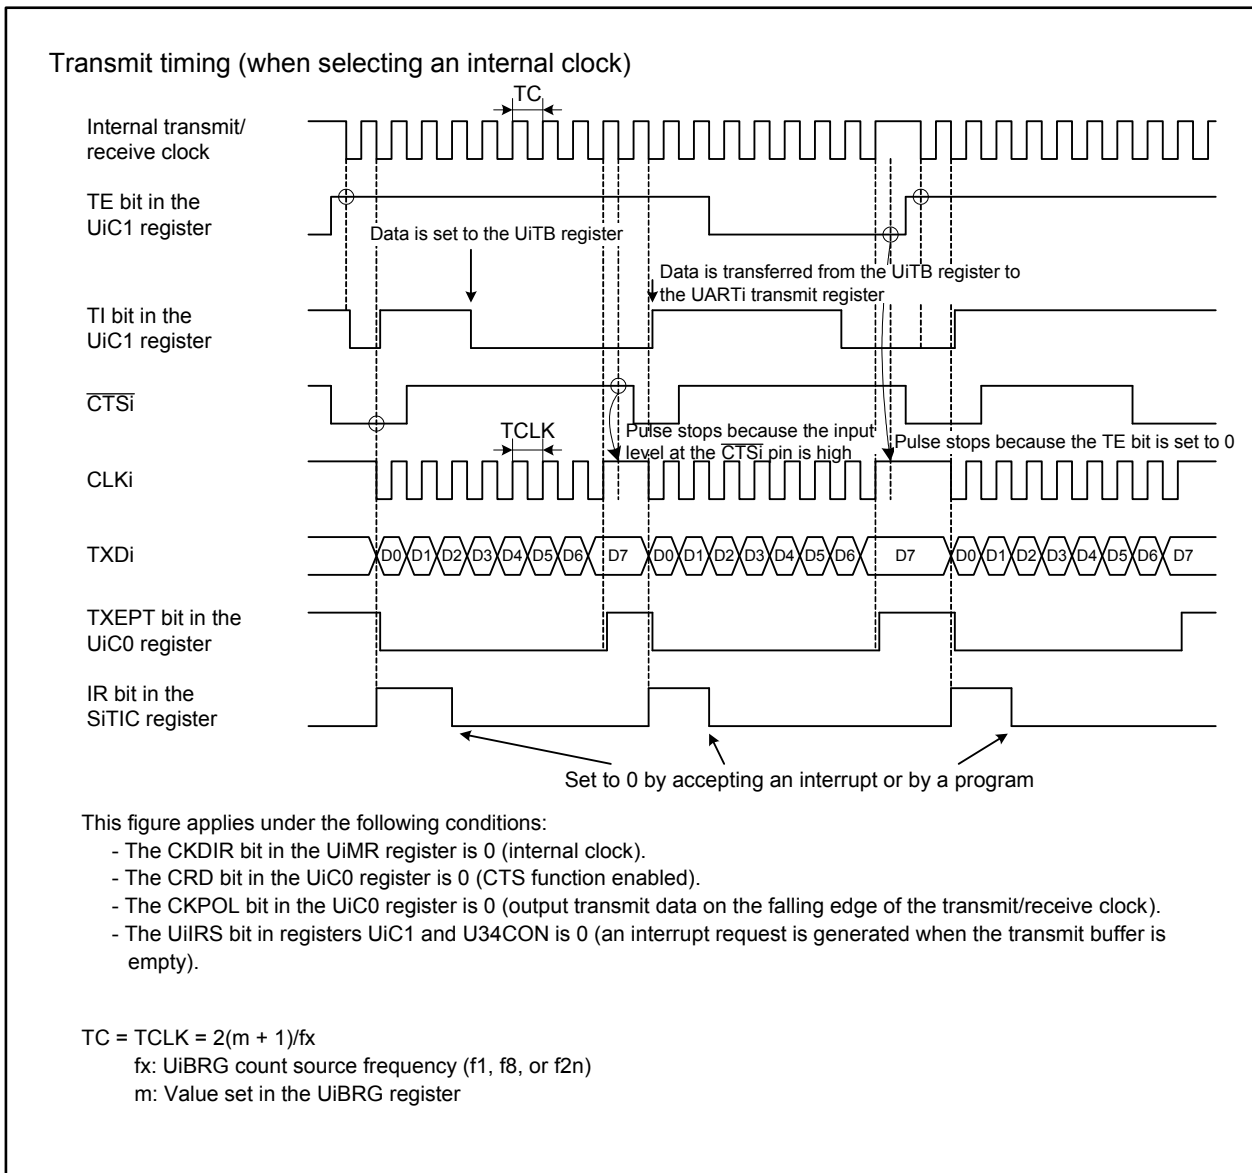 Transmit timing (when selecting an internal clock)
TC
Internal transmit/
receive clock
TE bit in the
UiC1 register
Data is set to the UiTB register
Data is transferred from the UiTB register to
the UARTi transmit register
TI bit in the
UiC1 register
CTSi
TCLK
Pulse stops because the input
level at the CTSi pin is high
Pulse stops because the TE bit is set to 0
CLKi
TXDi
D0 D1 D2 D3 D4 D5 D6 D7 D0 D1 D2 D3 D4 D5 D6 D7 D0 D1 D2 D3 D4 D5 D6 D7
TXEPT bit in the
UiC0 register
IR bit in the
SiTIC register
Set to 0 by accepting an interrupt or by a program
This figure applies under the following conditions:
- The CKDIR bit in the UiMR register is 0 (internal clock).
- The CRD bit in the UiC0 register is 0 (CTS function enabled).
- The CKPOL bit in the UiC0 register is 0 (output transmit data on the falling edge of the transmit/receive clock).
- The UiIRS bit in registers UiC1 and U34CON is 0 (an interrupt request is generated when the transmit buffer is
empty).
TC = TCLK = 2(m + 1)/fx
fx: UiBRG count source frequency (f1, f8, or f2n)
m: Value set in the UiBRG register